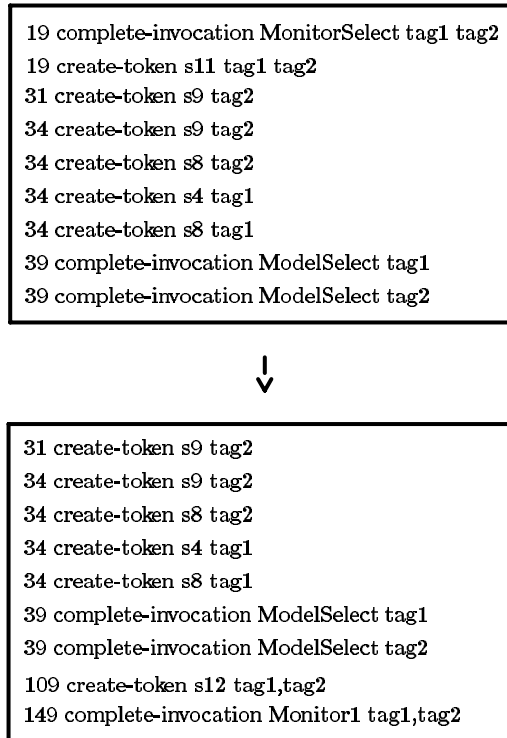 19 complete-invocation MonitorSelect tag1 tag2
19 create-token s11 tag1 tag2
31 create-token s9 tag2
34 create-token s9 tag2
34 create-token s8 tag2
34 create-token s4 tag1
34 create-token s8 tag1
39 complete-invocation ModelSelect tag1
39 complete-invocation ModelSelect tag2
31 create-token s9 tag2
34 create-token s9 tag2
34 create-token s8 tag2
34 create-token s4 tag1
34 create-token s8 tag1
39 complete-invocation ModelSelect tag1
39 complete-invocation ModelSelect tag2
109 create-token s12 tag1,tag2
149 complete-invocation Monitor1 tag1,tag2